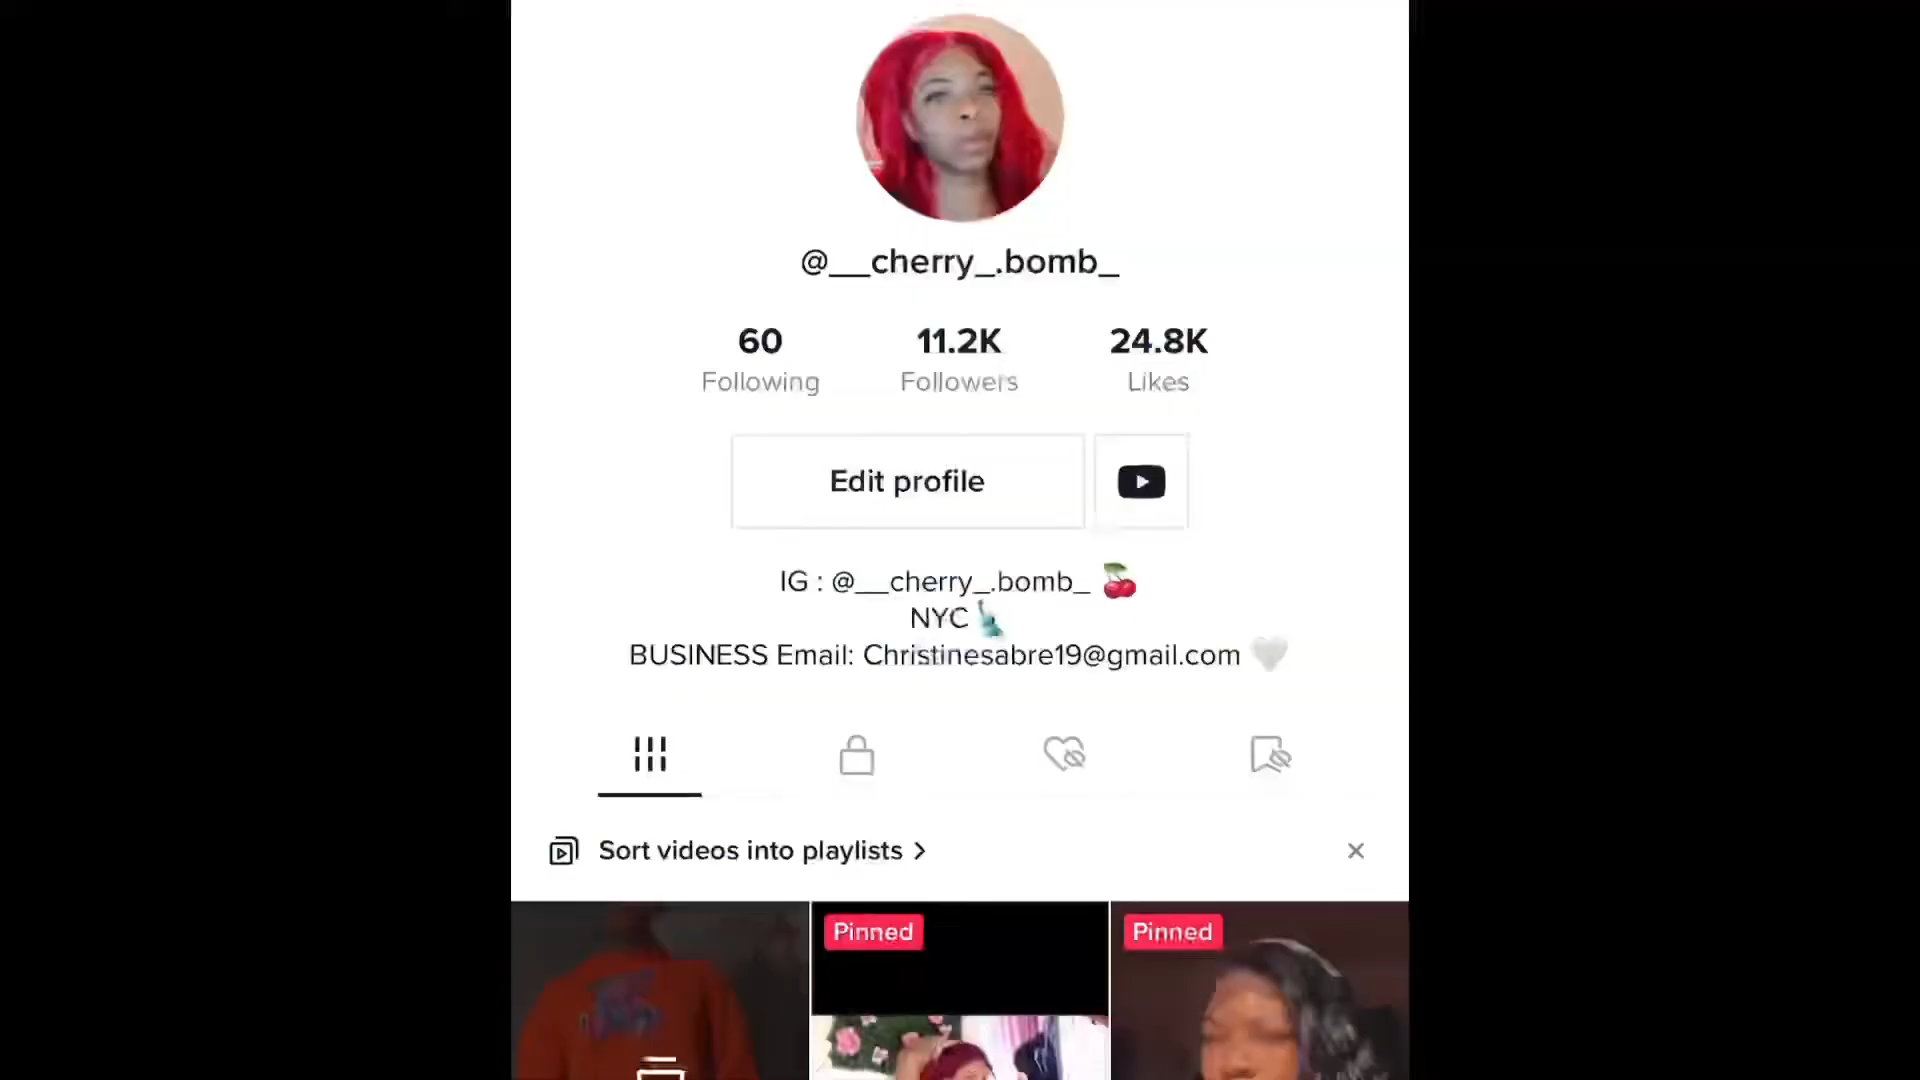 @__cherry_.bomb_
60 11.2K 24.8K
Following Followers Likes
Edit profile
IG : @__cherry_.bomb_
NYC
BUSINESS Email: Christinesabre19@gmail.com
Sort videos into playlists
Pinned Pinned